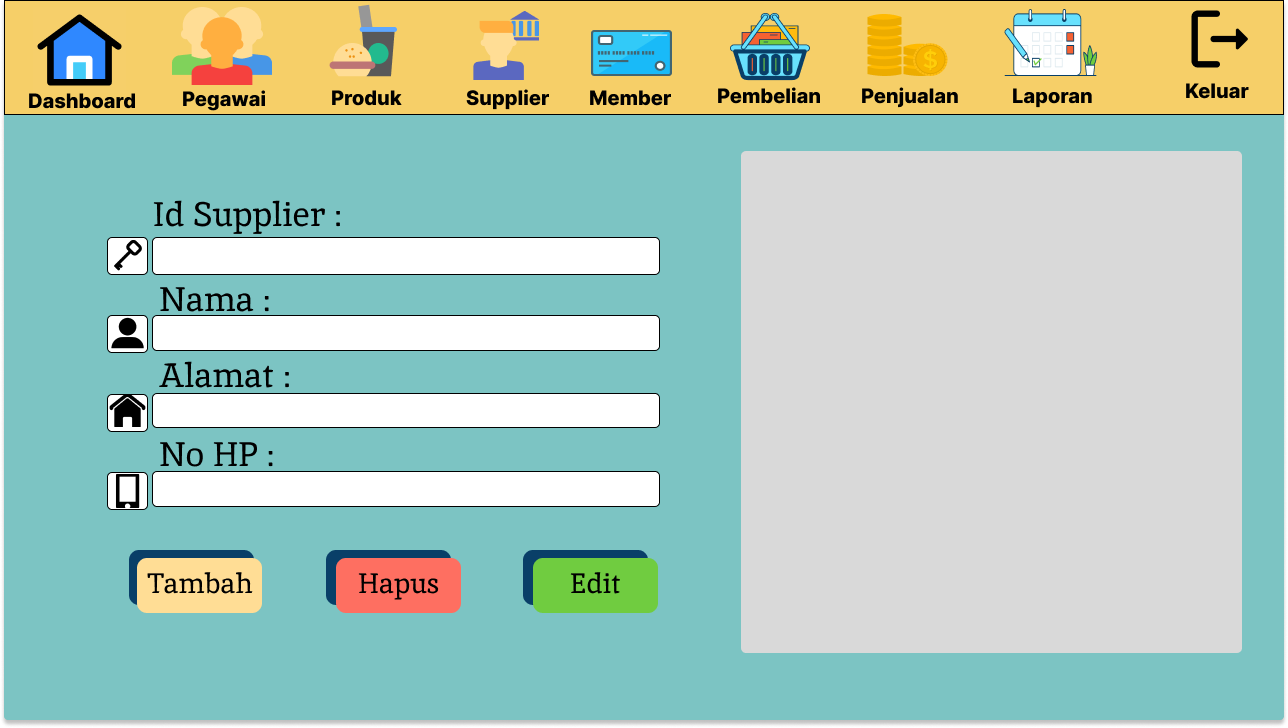 Dashboard
Pegawai
Produk
Supplier
Member
Pembelian
Penjualan
Laporan
Keluar
Id Supplier :
Nama :
Alamat :
No HP :
Tambah
Hapus
Edit